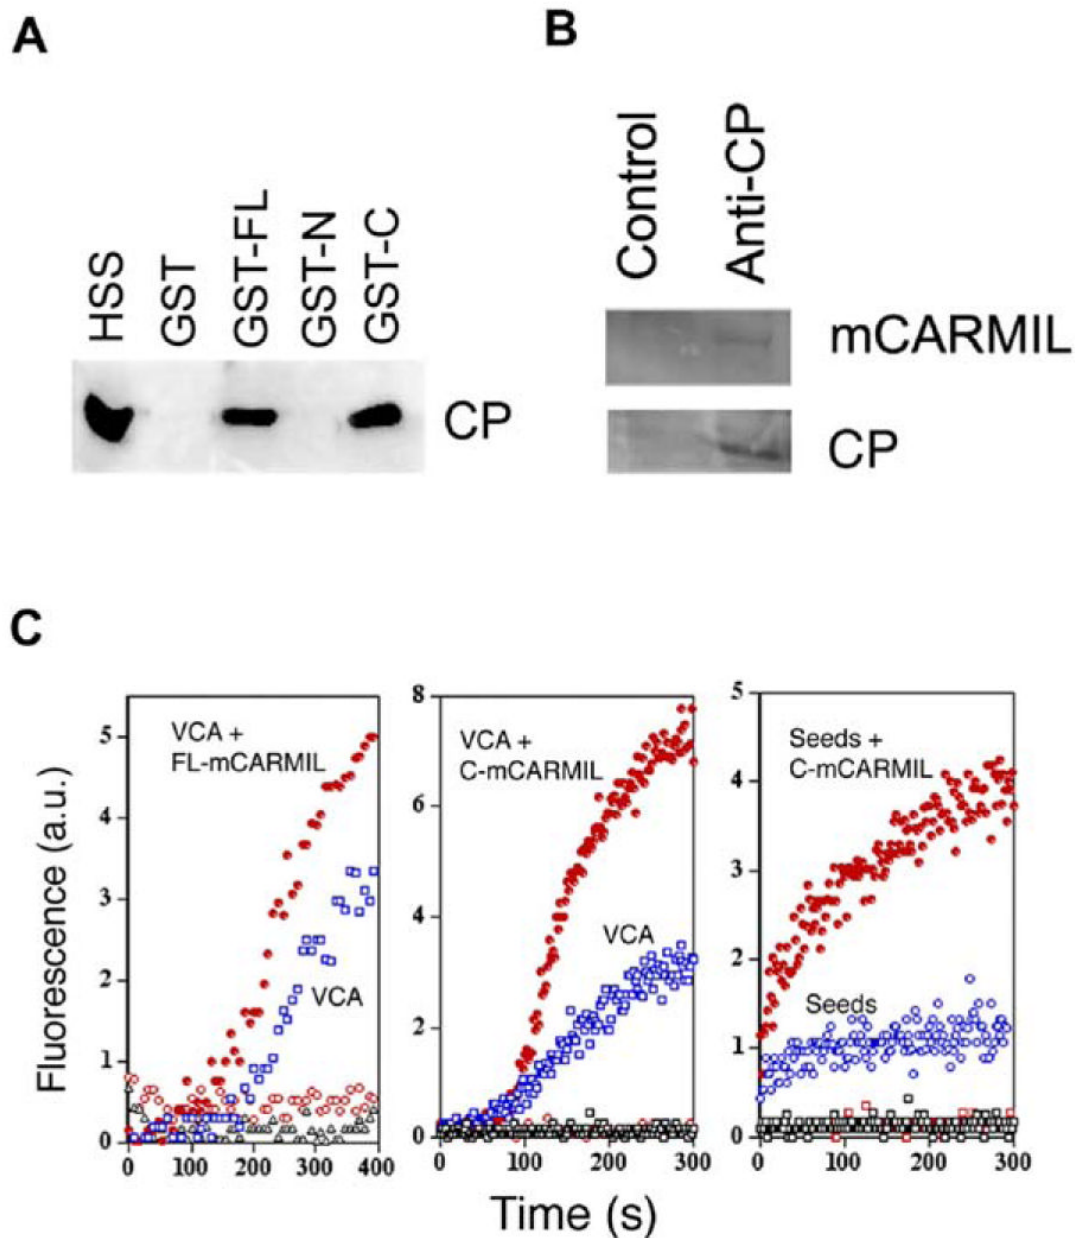 A
B
HSS
GST
GST-FL
GST-N
GST-C
CP
Control
Anti-CP
mCARMIL
CP
C
Fluorescence (a.u.)
VCA +
FL-mCARMIL
VCA
5
4
3
2
1
0
0 100 200 300 400
VCA +
C-mCARMIL
VCA
8
6
4
2
0
0 100 200 300
Seeds +
C-mCARMIL
Seeds
5
4
3
2
1
0
0 100 200 300
Time (s)